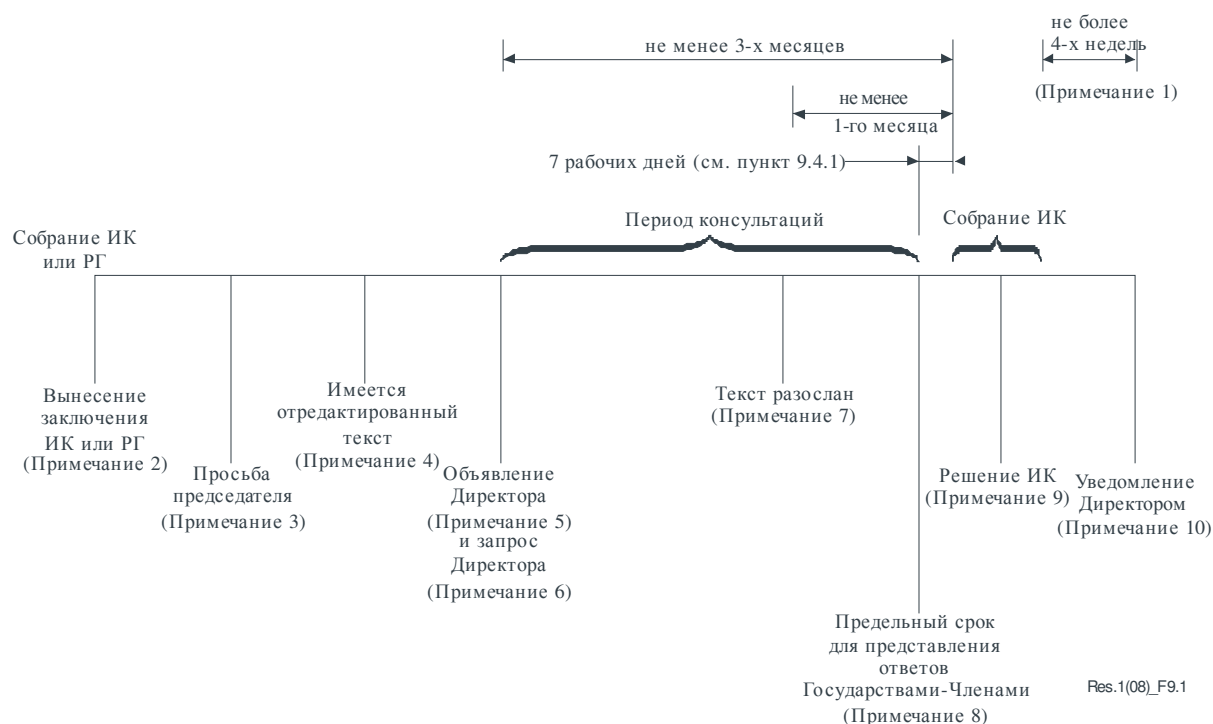 не более
4-х недель
(Примечание 1)
не менее 3-х месяцев
не менее
1-го месяца
7 рабочих дней (см. пункт 9.4.1)
Период консультаций
Собрание ИК
Собрание ИК
или РГ
Вынесение
заключения
ИК или РГ
(Примечание 2)
Просьба
председателя
(Примечание 3)
Имеется
отредактированный
текст
(Примечание 4)
Объявление
Директора
(Примечание 5)
и запрос
Директора
(Примечание 6)
Текст разослан
(Примечание 7)
Предельный срок
для представления
ответов
Государствами-Членами
(Примечание 8)
Решение ИК
(Примечание 9)
Уведомление
Директором
(Примечание 10)
Res.1(08)_F9.1